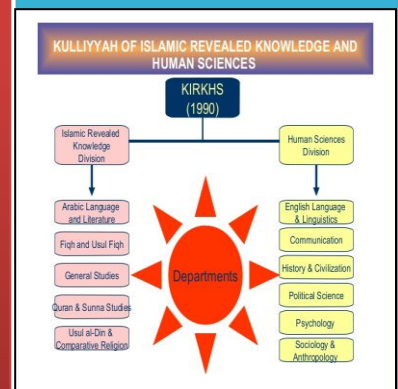 KULLIYYAH OF ISLAMIC REVEALED KNOWLEDGE AND
HUMAN SCIENCES
KIRKHS
(1990)
Islamic Revealed
Knowledge
Division
Human Sciences
Division
Arabic Language
and Literature
Fiqh and Usul Fiqh
General Studies
Quran & Sunna Studies
Usul al-Din &
Comparative Religion
Departments
English Language
& Linguistics
Communication
History & Civilization
Political Science
Psychology
Sociology &
Anthropology